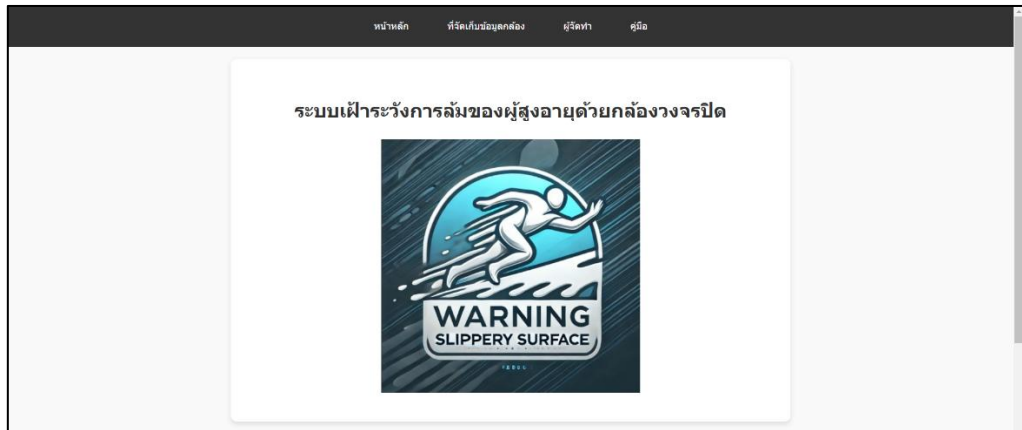 หน้าหลัก ที่จัดเก็บข้อมูลกล้อง ผู้จัดทำ คู่มือ
ระบบเฝ้าระวังการล้มของผู้สูงอายุด้วยกล้องวงจรปิด
WARNING
SLIPPERY SURFACE